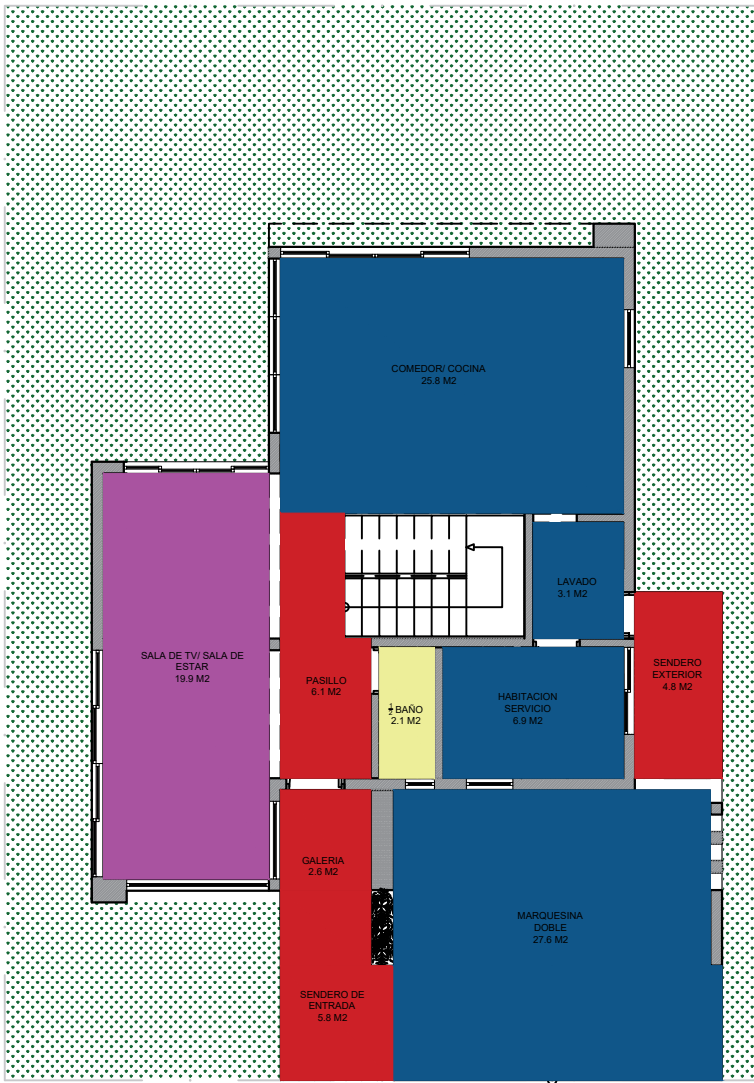 COMEDOR/ COCINA
25.8 M2
LAVADO
3.1 M2
SALA DE TV/ SALA DE
ESTAR
19.9 M2
PASILLO
6.1 M2
½ BAÑO
2.1 M2
HABITACION
SERVICIO
6.9 M2
SENDERO
EXTERIOR
4.8 M2
GALERIA
2.6 M2
MARQUESINA
DOBLE
27.6 M2
SENDERO DE
ENTRADA
5.8 M2